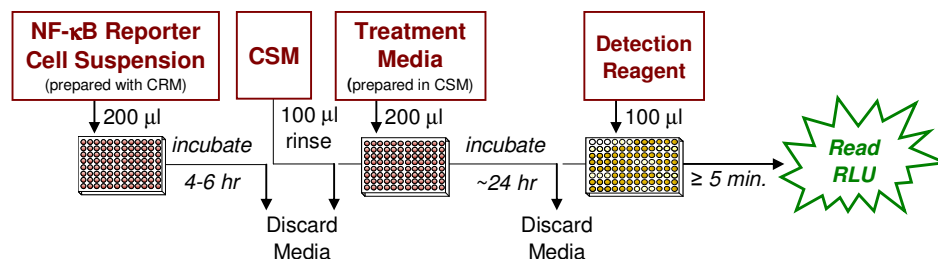 NF-κB Reporter
Cell Suspension
(prepared with CRM)
CSM
Treatment
Media
(prepared in CSM)
Detection
Reagent
200 µl
100 µl
rinse
200 µl
100 µl
incubate
4-6 hr
incubate
~24 hr
≥ 5 min.
Read
RLU
Discard
Media
Discard
Media